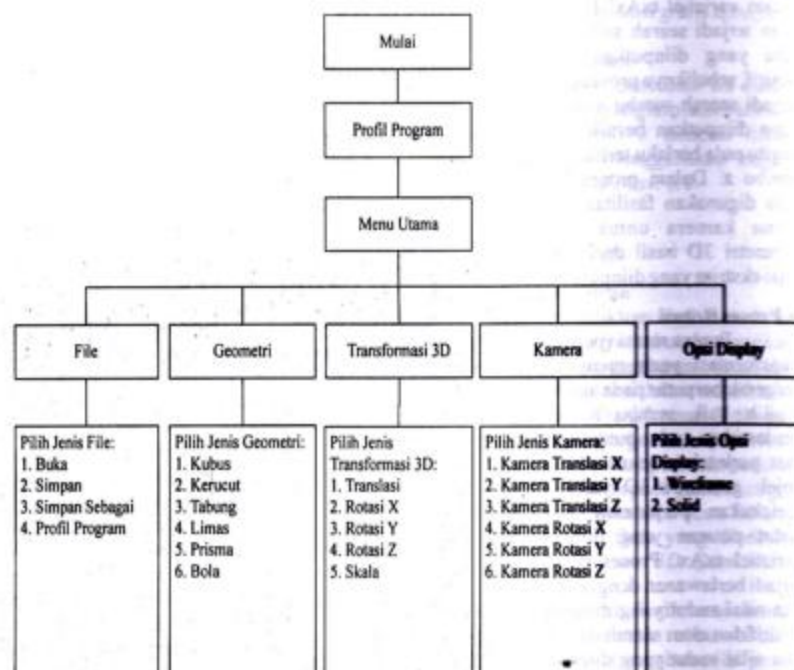 Mulai
Profil Program
Menu Utama
File
Geometri
Transformasi 3D
Kamera
Opsi Display
Pilih Jenis File:
1. Buka
2. Simpan
3. Simpan Sebagai
4. Profil Program
Pilih Jenis Geometri:
1. Kubus
2. Kerucut
3. Tabung
4. Limas
5. Prisma
6. Bola
Pilih Jenis
Transformasi 3D:
1. Translasi
2. Rotasi X
3. Rotasi Y
4. Rotasi Z
5. Skala
Pilih Jenis Kamera:
1. Kamera Translasi X
2. Kamera Translasi Y
3. Kamera Translasi Z
4. Kamera Rotasi X
5. Kamera Rotasi Y
6. Kamera Rotasi Z
Pilih Jenis Opsi
Display:
1. Wireframe
2. Solid